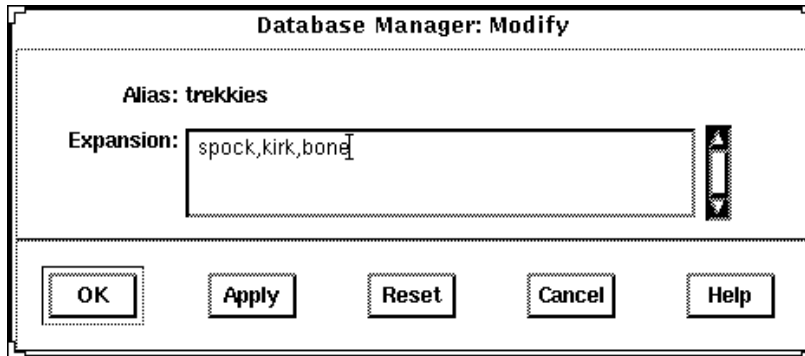 Database Manager: Modify
Alias: trekkies
Expansion: spock,kirk,bone
OK Apply Reset Cancel Help